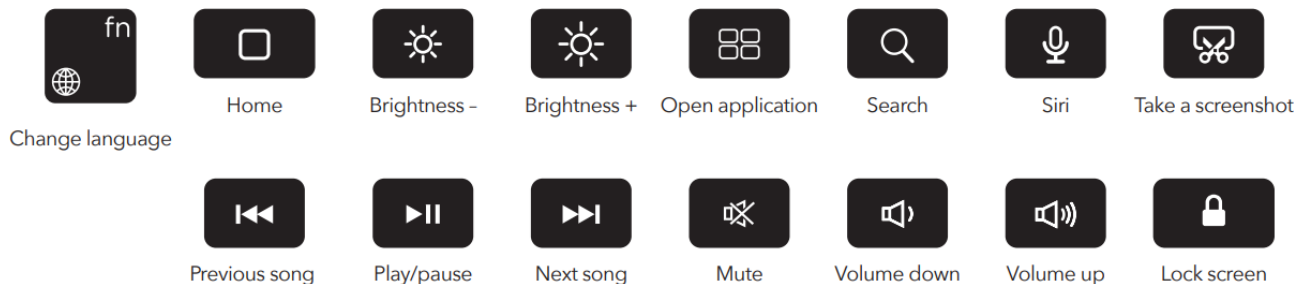 fn
Home
Brightness –
Brightness +
Open application
Search
Siri
Take a screenshot
Change language
Previous song
Play/pause
Next song
Mute
Volume down
Volume up
Lock screen